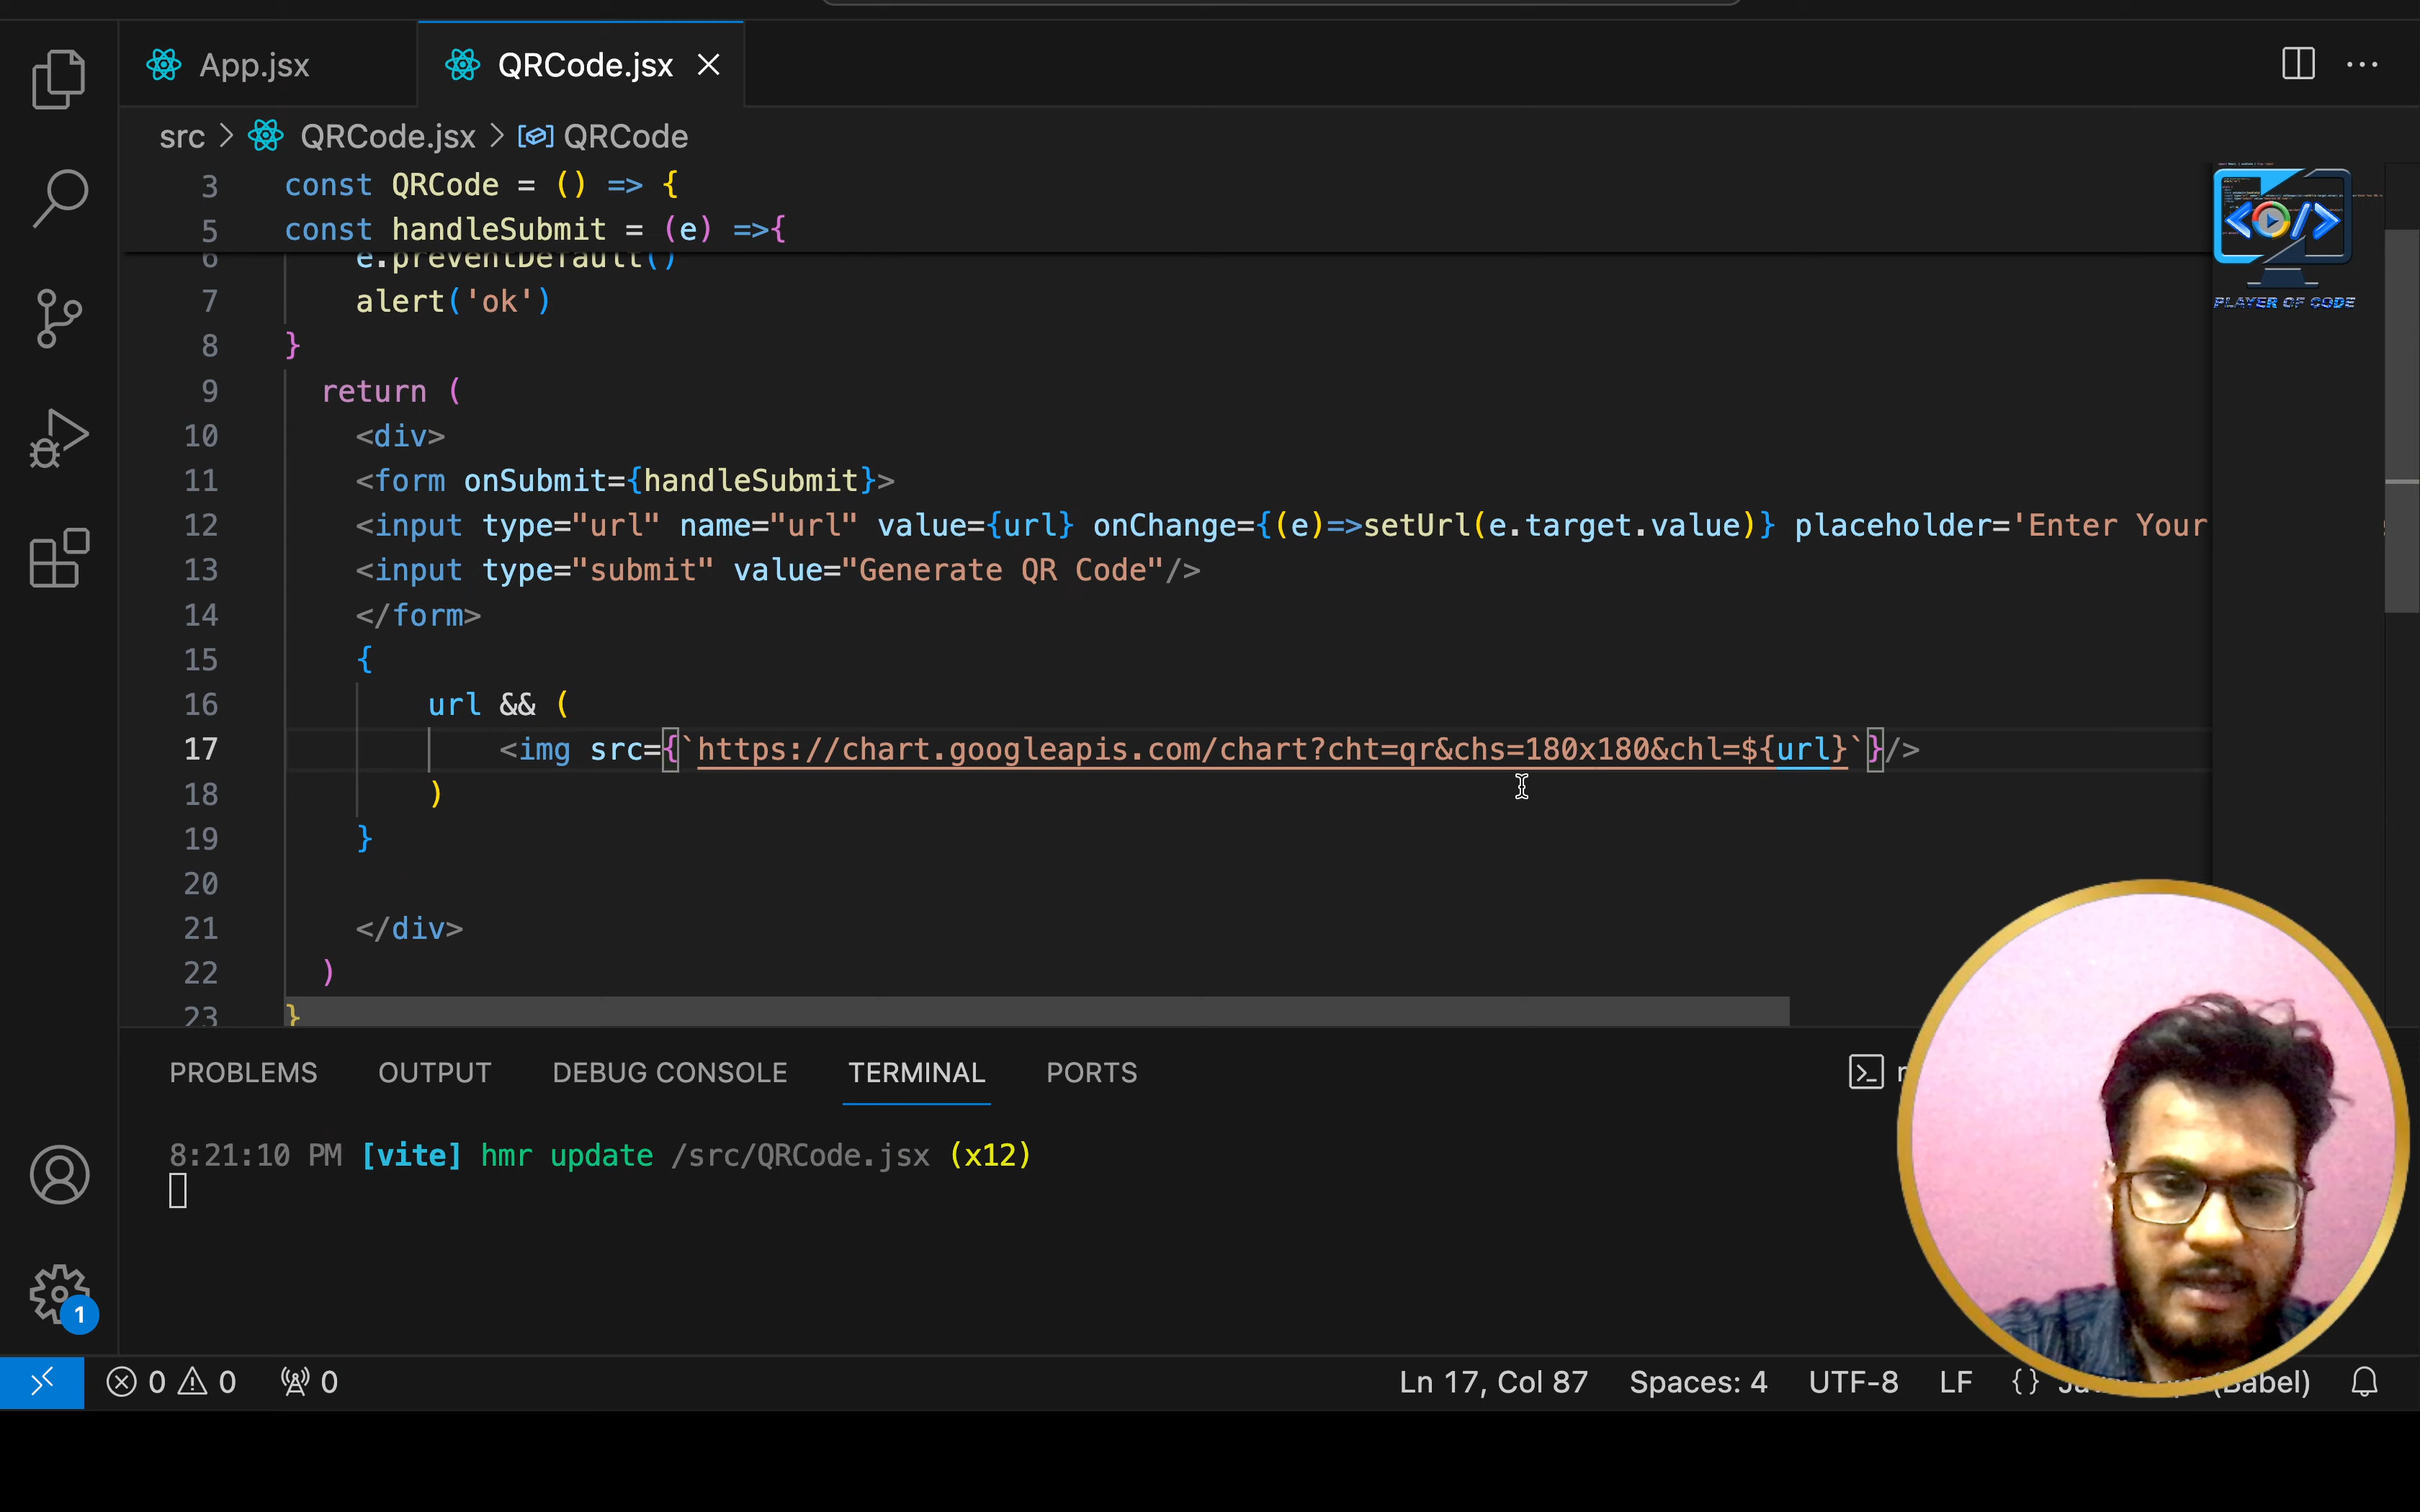 App.jsx
QRCode.jsx
src > QRCode.jsx > QRCode
3 const QRCode = () => {
5 const handleSubmit = (e) =>{
6 e.preventDefault()
7 alert('ok')
8 }
9 return (
10 <div>
11 <form onSubmit={handleSubmit}>
12 <input type="url" name="url" value={url} onChange={(e)=>setUrl(e.target.value)} placeholder='Enter Your
13 <input type="submit" value="Generate QR Code"/>
14 </form>
15 {
16 url && (
17 <img src={`https://chart.googleapis.com/chart?cht=qr&chs=180x180&chl=${url}`}/>
18 )
19 }
20
21 </div>
22 )
23 }
PLAYER OF CODE
PROBLEMS OUTPUT DEBUG CONSOLE TERMINAL PORTS
8:21:10 PM [vite] hmr update /src/QRCode.jsx (x12)
1
0 0 0 Ln 17, Col 87 Spaces: 4 UTF-8 LF {} (Babel)